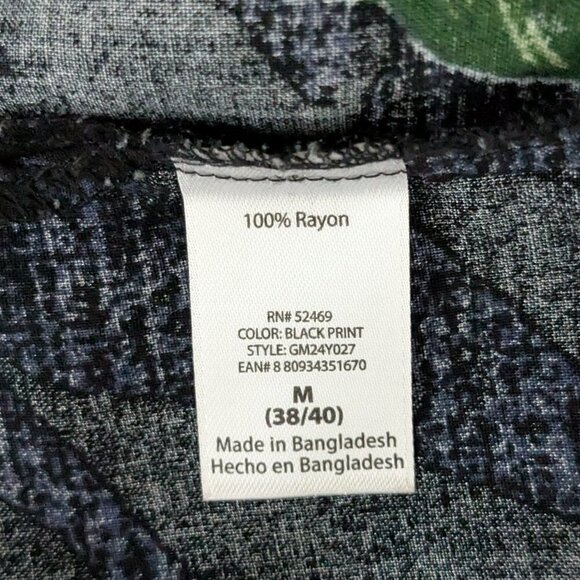 100% Rayon
RN# 52469
COLOR: BLACK PRINT
STYLE: GM24Y027
EAN# 8 80934351670
M
(38/40)
Made in Bangladesh
Hecho en Bangladesh